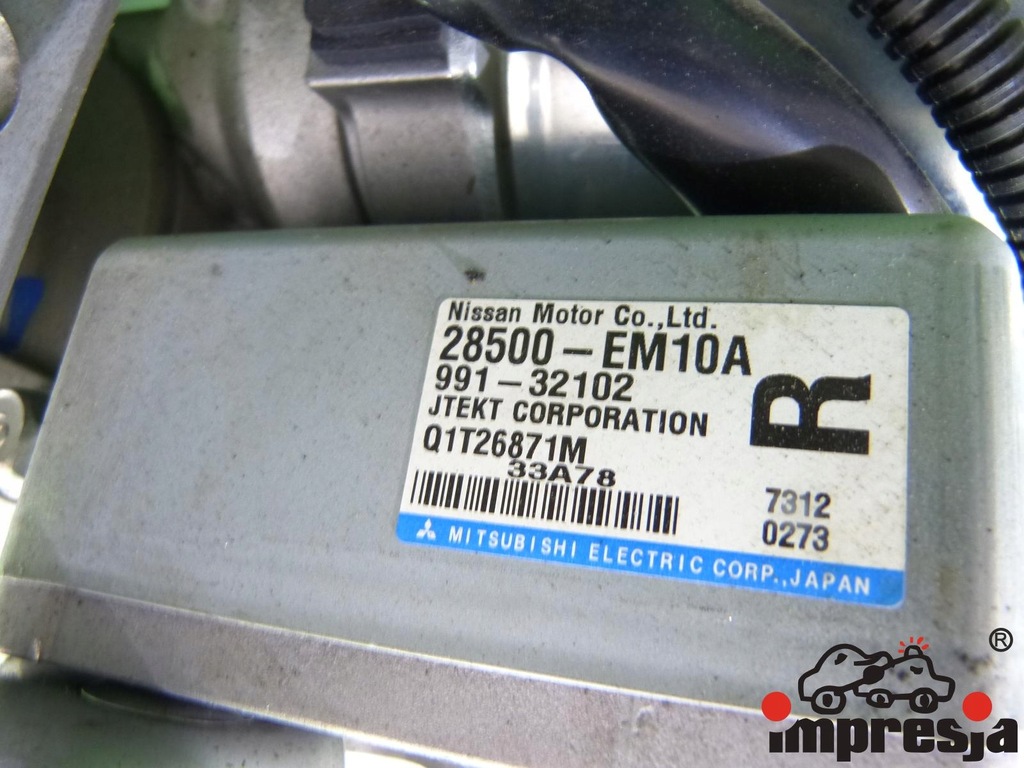 Nissan Motor Co.,Ltd.
28500-EM10A
991-32102
JTEKT CORPORATION
Q1T26871M
33A78
R
7312
0273
MITSUBISHI ELECTRIC CORP.,JAPAN
®
impresja